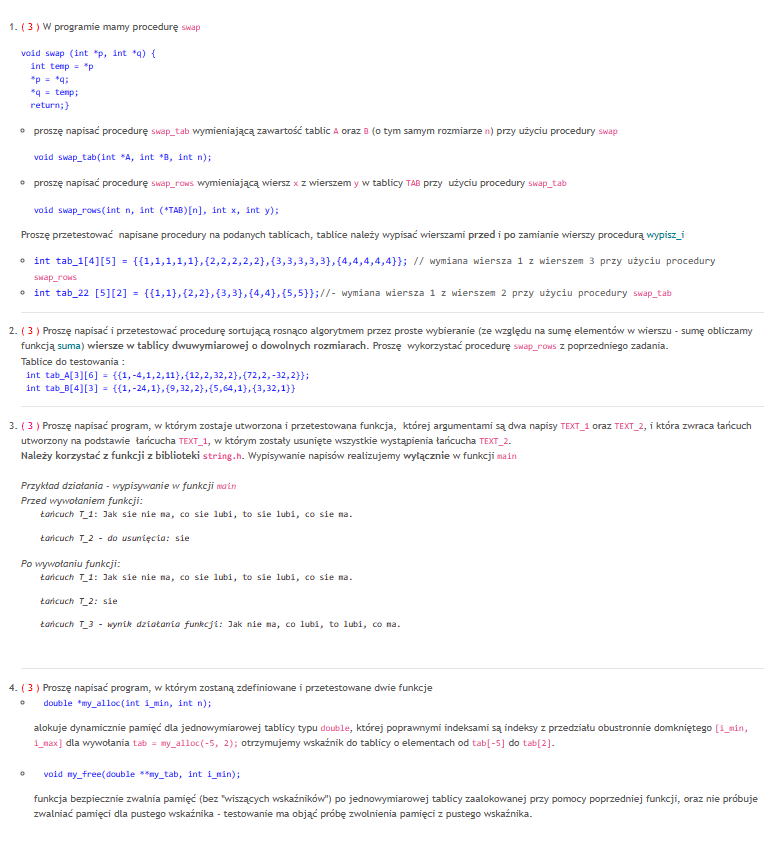 1. ( 3 ) W programie mamy procedurę swap
void swap (int *p, int *q) {
int temp = *p
*p = *q;
*q = temp;
return;}
proszę napisać procedurę swap_tab wymieniającą zawartość tablic A oraz B (o tym samym rozmiarze n) przy użyciu procedury swap
void swap_tab(int *A, int *B, int n);
proszę napisać procedurę swap_rows wymieniającą wiersz x z wierszem y w tablicy TAB przy użyciu procedury swap_tab
void swap_rows(int n, int (*TAB)[n], int x, int y);
Proszę przetestować napisane procedury na podanych tablicach, tablice należy wypisać wierszami przed i po zamianie wierszy procedurą wypisz_i
int tab_1[4][5] = {{1,1,1,1,1},{2,2,2,2,2},{3,3,3,3,3},{4,4,4,4,4}}; // wymiana wiersza 1 z wierszem 3 przy użyciu procedury
swap_rows
int tab_22 [5][2] = {{1,1},{2,2},{3,3},{4,4},{5,5}};//- wymiana wiersza 1 z wierszem 2 przy użyciu procedury swap_tab
2. ( 3 ) Proszę napisać i przetestować procedurę sortującą rosnąco algorytmem przez proste wybieranie (ze względu na sumę elementów w wierszu - sumę obliczamy
funkcją suma) wiersze w tablicy dwuwymiarowej o dowolnych rozmiarach. Proszę wykorzystać procedurę swap_rows z poprzedniego zadania.
Tablice do testowania :
int tab_A[3][6] = {{1,-4,1,2,11},{12,2,32,2},{72,2,-32,2}};
int tab_B[4][3] = {{1,-24,1},{9,32,2},{5,64,1},{3,32,1}}
3. ( 3 ) Proszę napisać program, w którym zostaje utworzona i przetestowana funkcja, której argumentami są dwa napisy TEXT_1 oraz TEXT_2, i która zwraca łańcuch
utworzony na podstawie łańcucha TEXT_1, w którym zostały usunięte wszystkie wystąpienia łańcucha TEXT_2.
Należy korzystać z funkcji z biblioteki string.h. Wypisywanie napisów realizujemy wyłącznie w funkcji main
Przykład działania - wypisywanie w funkcji main
Przed wywołaniem funkcji:
Łańcuch T_1: Jak sie nie ma, co sie lubi, to sie lubi, co sie ma.
Łańcuch T_2 - do usunięcia: sie
Po wywołaniu funkcji:
Łańcuch T_1: Jak sie nie ma, co sie lubi, to sie lubi, co sie ma.
Łańcuch T_2: sie
Łańcuch T_3 - wynik działania funkcji: Jak nie ma, co lubi, to lubi, co ma.
4. ( 3 ) Proszę napisać program, w którym zostaną zdefiniowane i przetestowane dwie funkcje
double *my_alloc(int i_min, int n);
alokuje dynamicznie pamięć dla jednowymiarowej tablicy typu double, której poprawnymi indeksami są indeksy z przedziału obustronnie domkniętego [i_min,
i_max] dla wywołania tab = my_alloc(-5, 2); otrzymujemy wskaźnik do tablicy o elementach od tab[-5] do tab[2].
void my_free(double **my_tab, int i_min);
funkcja bezpiecznie zwalnia pamięć (bez "wiszących wskaźników") po jednowymiarowej tablicy zaalokowanej przy pomocy poprzedniej funkcji, oraz nie próbuje
zwalniać pamięci dla pustego wskaźnika - testowanie ma objąć próbę zwolnienia pamięci z pustego wskaźnika.